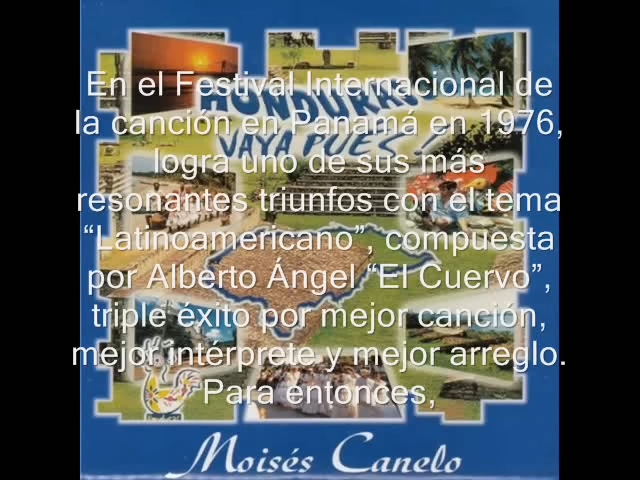 En el Festival Internacional de
la canción en Panamá en 1976,
logra uno de sus más
resonantes triunfos con el tema
“Latinoamericano”, compuesta
por Alberto Ángel “El Cuervo”,
triple éxito por mejor canción,
mejor intérprete y mejor arreglo.
Para entonces,
HONDURAS
VAYA PUES!
Moisés Canelo